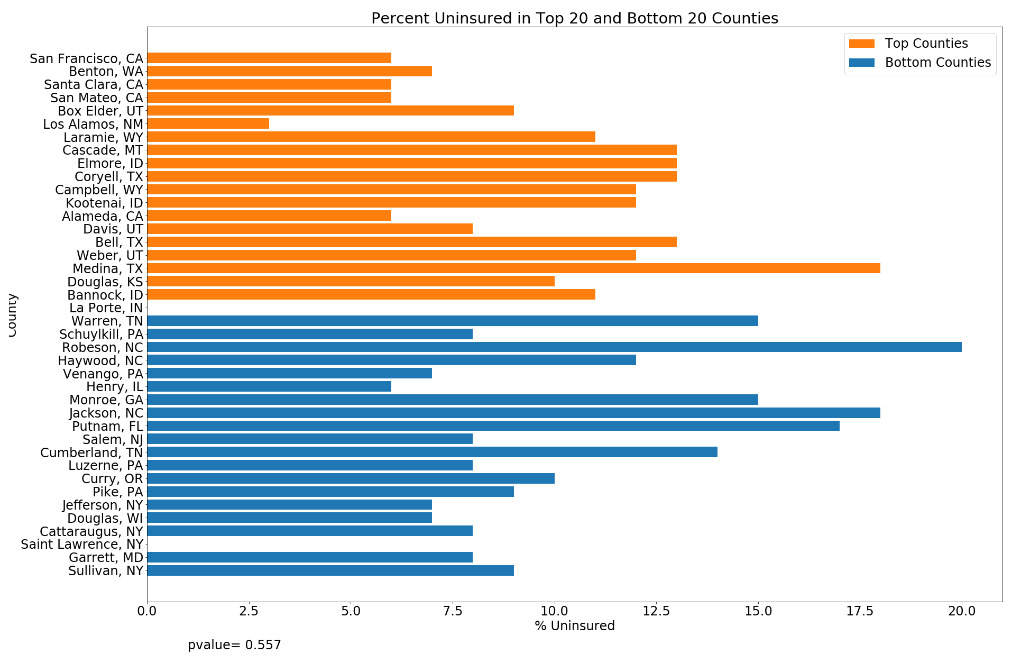 Percent Uninsured in Top 20 and Bottom 20 Counties
Top Counties
Bottom Counties
San Francisco, CA
Benton, WA
Santa Clara, CA
San Mateo, CA
Box Elder, UT
Los Alamos, NM
Laramie, WY
Cascade, MT
Elmore, ID
Coryell, TX
Campbell, WY
Kootenai, ID
Alameda, CA
Davis, UT
Bell, TX
Weber, UT
Medina, TX
Douglas, KS
Bannock, ID
La Porte, IN
Warren, TN
Schuylkill, PA
Robeson, NC
Haywood, NC
Venango, PA
Henry, IL
Monroe, GA
Jackson, NC
Putnam, FL
Salem, NJ
Cumberland, TN
Luzerne, PA
Curry, OR
Pike, PA
Jefferson, NY
Douglas, WI
Cattaraugus, NY
Saint Lawrence, NY
Garrett, MD
Sullivan, NY
County
0.0 2.5 5.0 7.5 10.0 12.5 15.0 17.5 20.0
% Uninsured
pvalue= 0.557